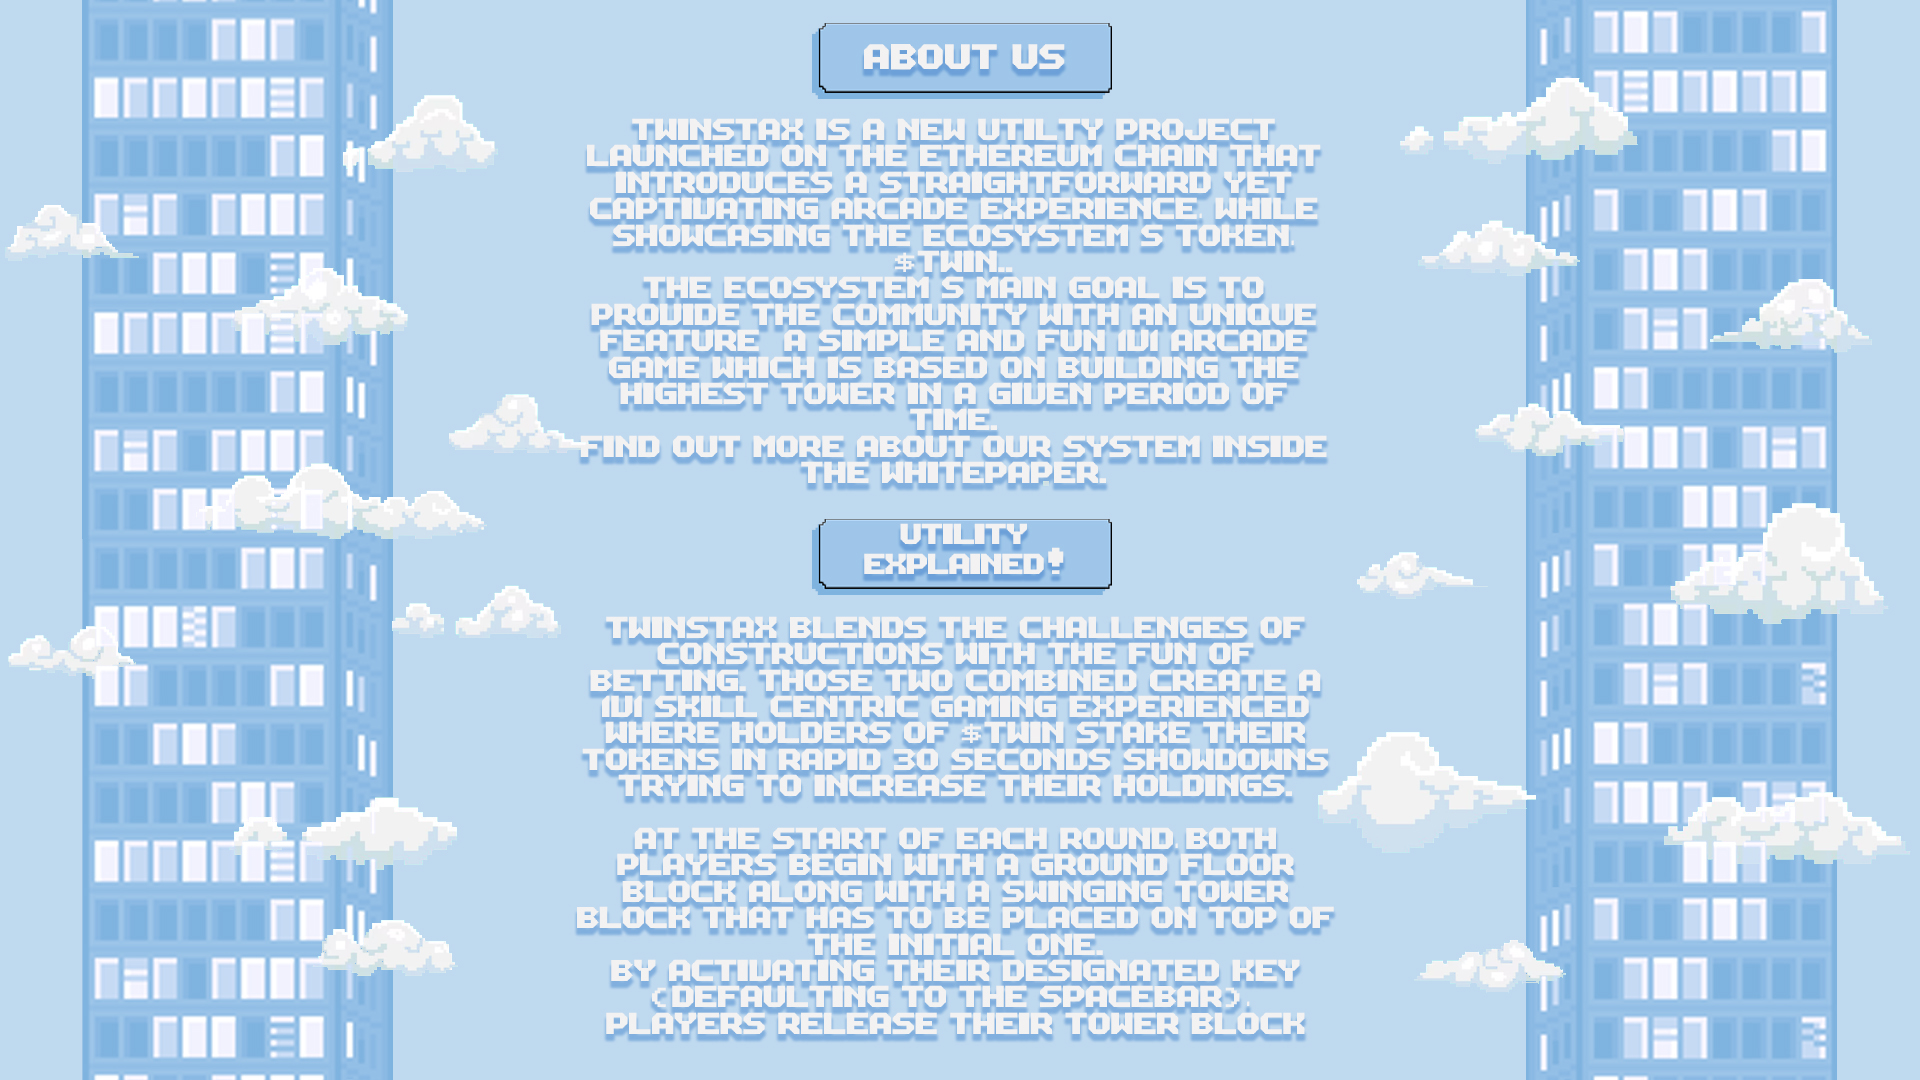 ABOUT US
TWINSTAX IS A NEW UTILTY PROJECT
LAUNCHED ON THE ETHEREUM CHAIN THAT
INTRODUCES A STRAIGHTFORWARD YET
CAPTIVATING ARCADE EXPERIENCE, WHILE
SHOWCASING THE ECOSYSTEM S TOKEN,
$TWIN..
THE ECOSYSTEM S MAIN GOAL IS TO
PROVIDE THE COMMUNITY WITH AN UNIQUE
FEATURE  A SIMPLE AND FUN 1V1 ARCADE
GAME WHICH IS BASED ON BUILDING THE
HIGHEST TOWER IN A GIVEN PERIOD OF
TIME.
FIND OUT MORE ABOUT OUR SYSTEM INSIDE
THE WHITEPAPER.
UTILITY
EXPLAINED!
TWINSTAX BLENDS THE CHALLENGES OF
CONSTRUCTIONS WITH THE FUN OF
BETTING. THOSE TWO COMBINED CREATE A
1V1 SKILL CENTRIC GAMING EXPERIENCED
WHERE HOLDERS OF $TWIN STAKE THEIR
TOKENS IN RAPID 30 SECONDS SHOWDOWNS
TRYING TO INCREASE THEIR HOLDINGS.
AT THE START OF EACH ROUND, BOTH
PLAYERS BEGIN WITH A GROUND FLOOR
BLOCK ALONG WITH A SWINGING TOWER
BLOCK THAT HAS TO BE PLACED ON TOP OF
THE INITIAL ONE.
BY ACTIVATING THEIR DESIGNATED KEY
(DEFAULTING TO THE SPACEBAR),
PLAYERS RELEASE THEIR TOWER BLOCK